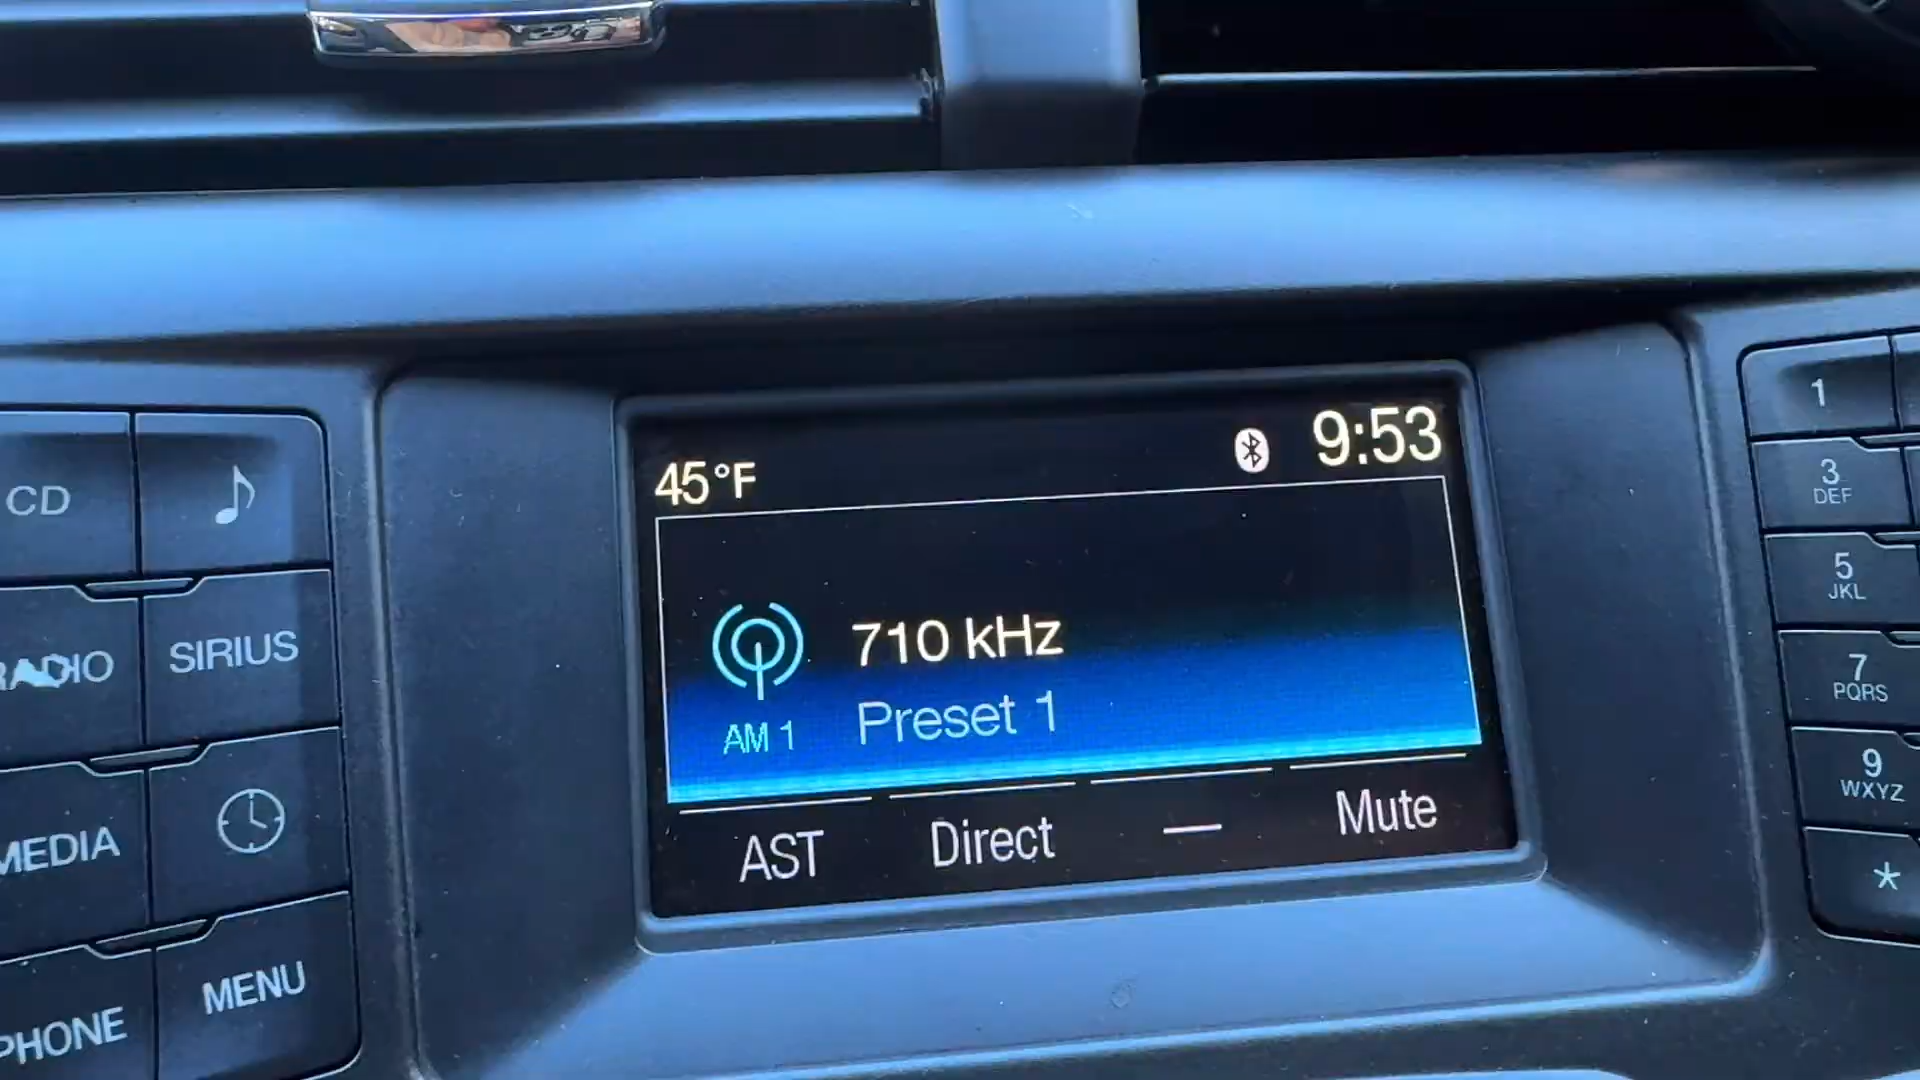 45°F
9:53
710 kHz
AM 1
Preset 1
AST
Direct
—
Mute
CD
RADIO
SIRIUS
MEDIA
PHONE
MENU
1
3
DEF
5
JKL
7
PQRS
9
WXYZ
*